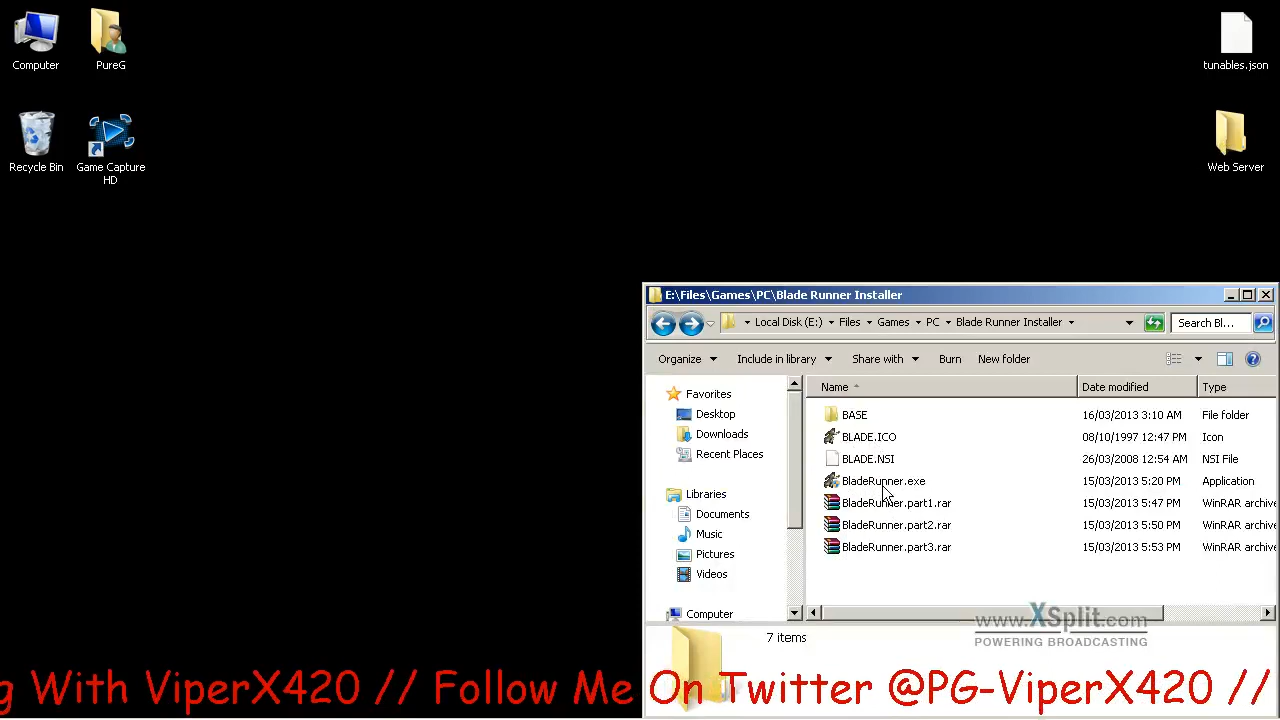 Computer
PureG
tunables.json
Recycle Bin
Game Capture
HD
Web Server
E:\Files\Games\PC\Blade Runner Installer
Local Disk (E:) Files Games PC Blade Runner Installer
Search Bl...
Organize Include in library Share with Burn New folder
Name Date modified Type
Favorites
Desktop
Downloads
Recent Places
Libraries
Documents
Music
Pictures
Videos
Computer
BASE 16/03/2013 3:10 AM File folder
BLADE.ICO 08/10/1997 12:47 PM Icon
BLADE.NSI 26/03/2008 12:54 AM NSI File
BladeRunner.exe 15/03/2013 5:20 PM Application
BladeRunner.part1.rar 15/03/2013 5:47 PM WinRAR archive
BladeRunner.part2.rar 15/03/2013 5:50 PM WinRAR archive
BladeRunner.part3.rar 15/03/2013 5:53 PM WinRAR archive
www.XSplit.com
POWERING BROADCASTING
7 items
g With ViperX420 // Follow Me On Twitter @PG-ViperX420 //